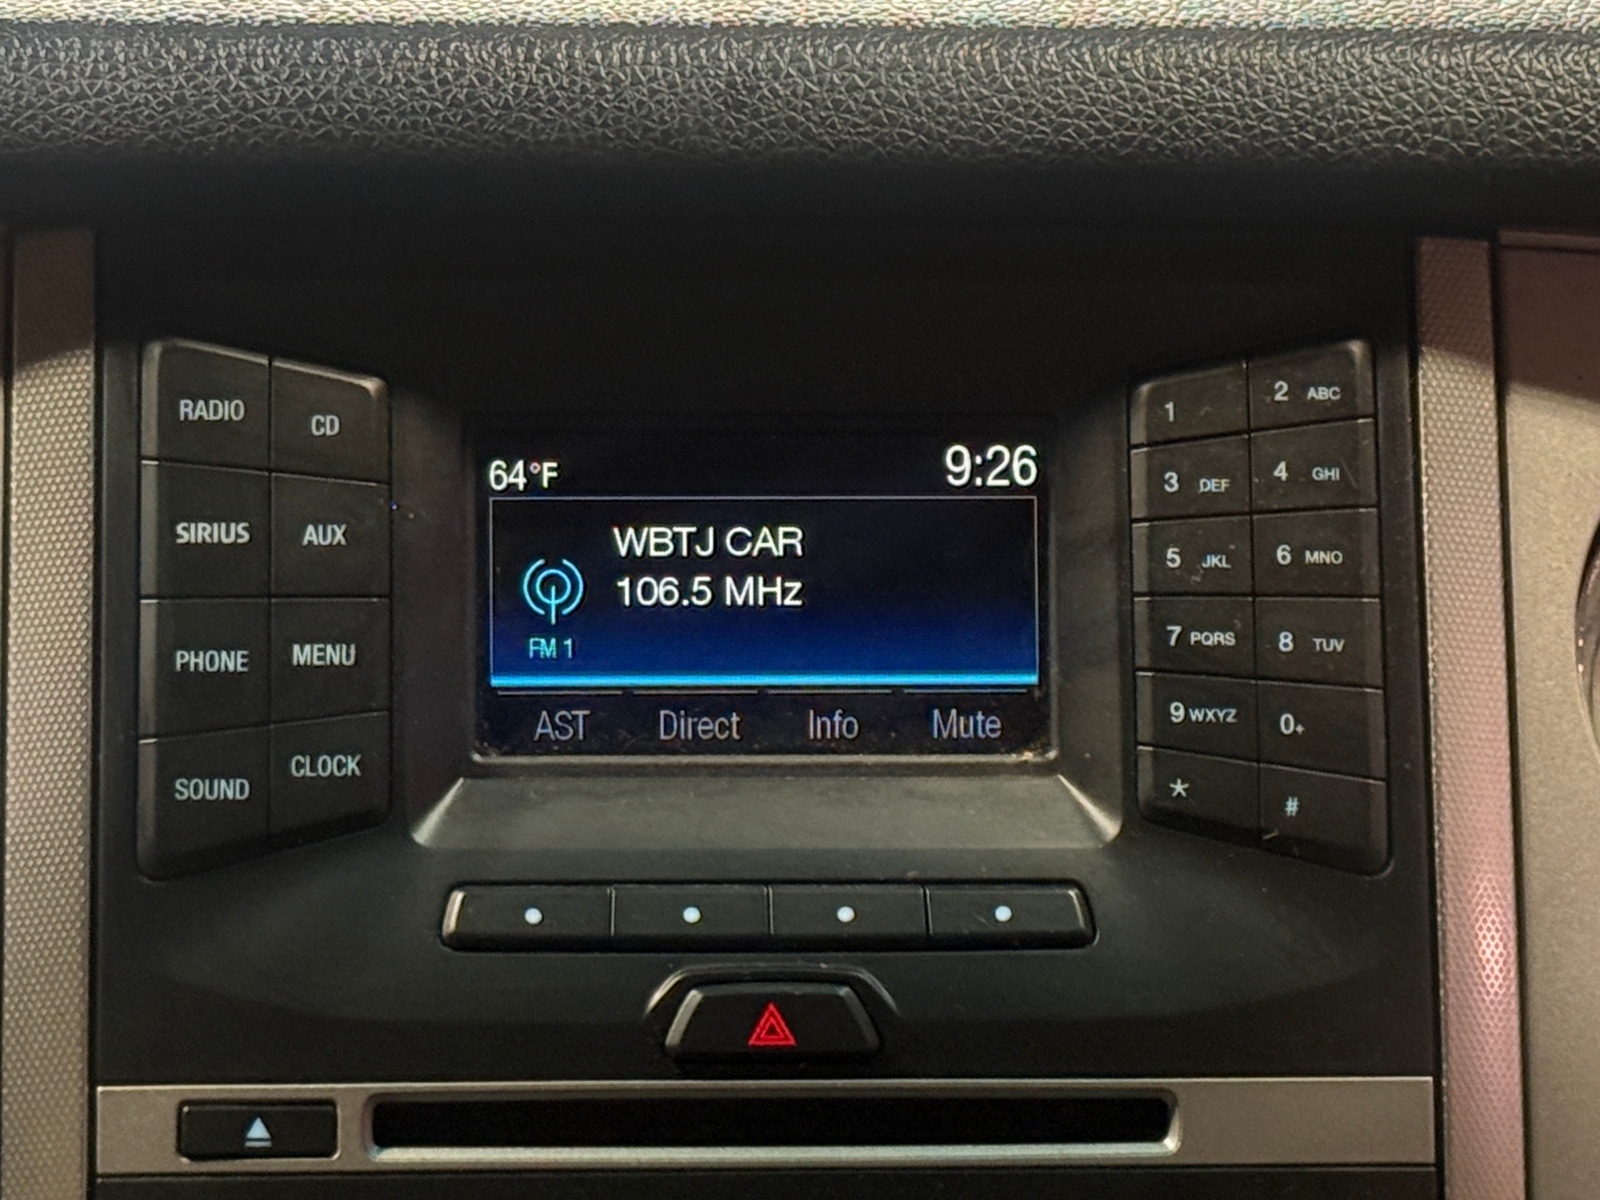 RADIO
CD
SIRIUS
AUX
PHONE
MENU
SOUND
CLOCK
64°F
9:26
WBTJ CAR
106.5 MHz
FM 1
AST Direct Info Mute
1
2 ABC
3 DEF
4 GHI
5 JKL
6 MNO
7 PQRS
8 TUV
9 WXYZ
0+
*
#